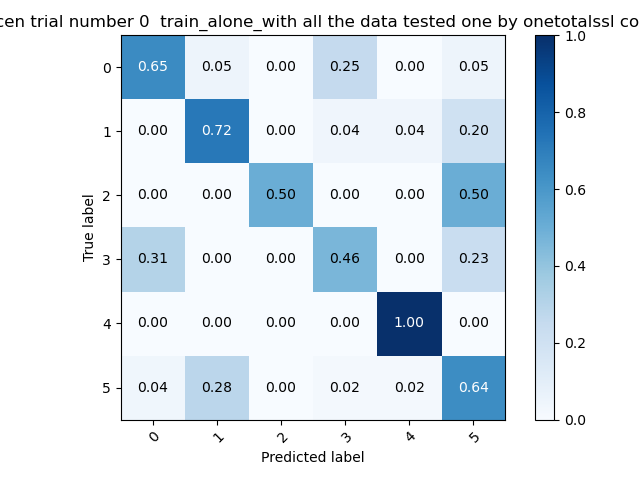 cen trial number 0 train_alone_with all the data tested one by onetotalssl co
1.0
0 0.65 0.05 0.00 0.25 0.00 0.05
0.8
1 0.00 0.72 0.00 0.04 0.04 0.20
2 0.00 0.00 0.50 0.00 0.00 0.50
0.6
True label
3 0.31 0.00 0.00 0.46 0.00 0.23
0.4
4 0.00 0.00 0.00 0.00 1.00 0.00
0.2
5 0.04 0.28 0.00 0.02 0.02 0.64
0.0
0 1 2 3 4 5
Predicted label